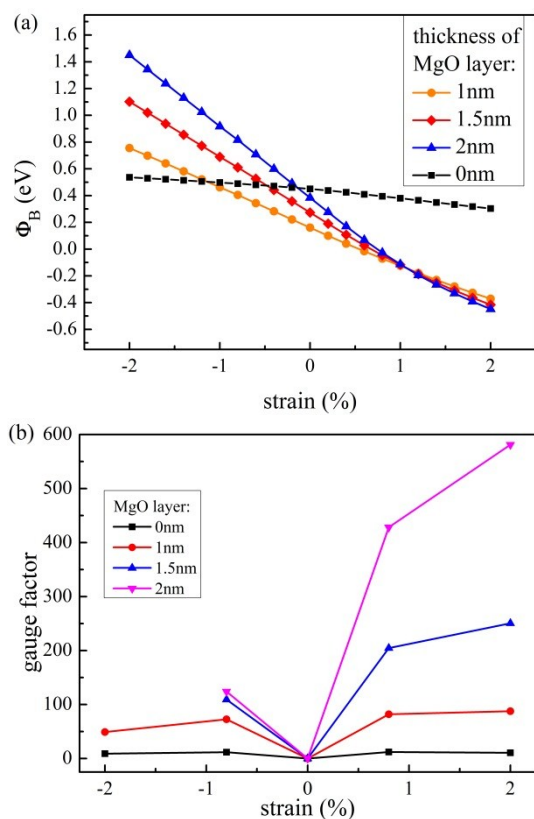 (a)
1.6
1.4
1.2
1.0
0.8
0.6
0.4
0.2
0.0
-0.2
-0.4
-0.6
Φ_B (eV)
thickness of
MgO layer:
1nm
1.5nm
2nm
0nm
-2 -1 0 1 2
strain (%)
(b)
600
500
400
300
200
100
0
gauge factor
MgO layer:
0nm
1nm
1.5nm
2nm
-2 -1 0 1 2
strain (%)